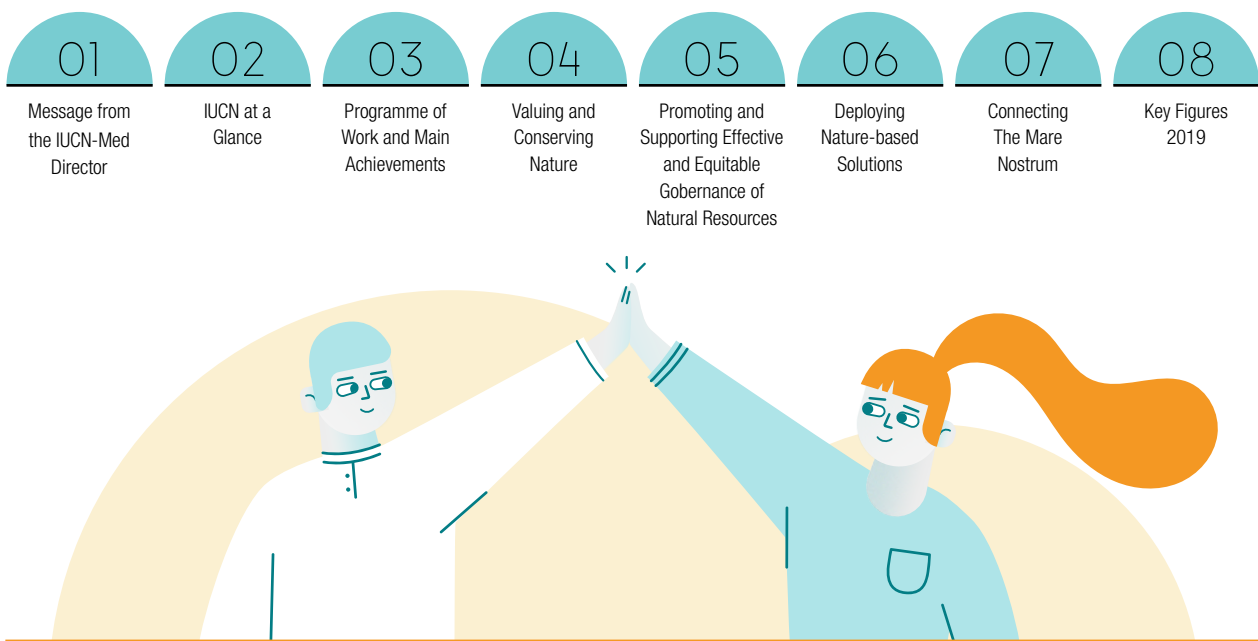 01
Message from
the IUCN-Med
Director
02
IUCN at a
Glance
03
Programme of
Work and Main
Achievements
04
Valuing and
Conserving
Nature
05
Promoting and
Supporting Effective
and Equitable
Gobernance of
Natural Resources
06
Deploying
Nature-based
Solutions
07
Connecting
The Mare
Nostrum
08
Key Figures
2019